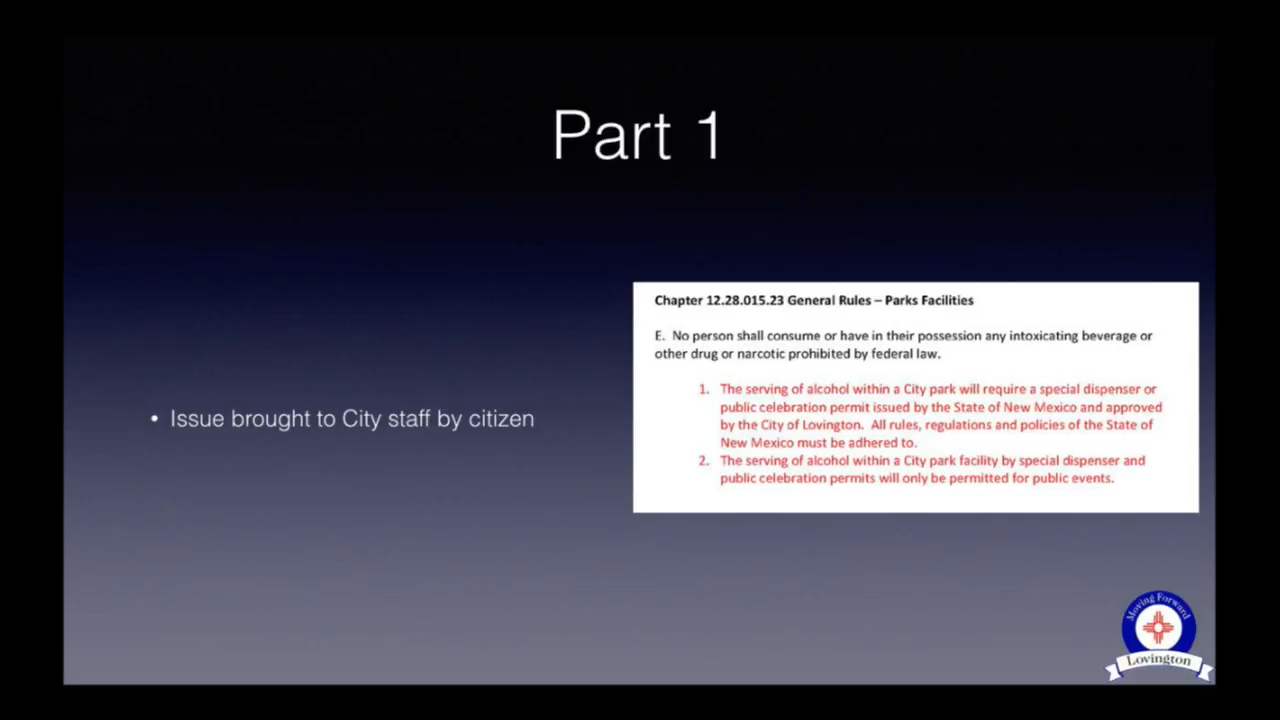 Part 1
• Issue brought to City staff by citizen
Chapter 12.28.015.23 General Rules – Parks Facilities
E. No person shall consume or have in their possession any intoxicating beverage or
other drug or narcotic prohibited by federal law.
1. The serving of alcohol within a City park will require a special dispenser or
public celebration permit issued by the State of New Mexico and approved
by the City of Lovington. All rules, regulations and policies of the State of
New Mexico must be adhered to.
2. The serving of alcohol within a City park facility by special dispenser and
public celebration permits will only be permitted for public events.
Moving Forward
Lovington